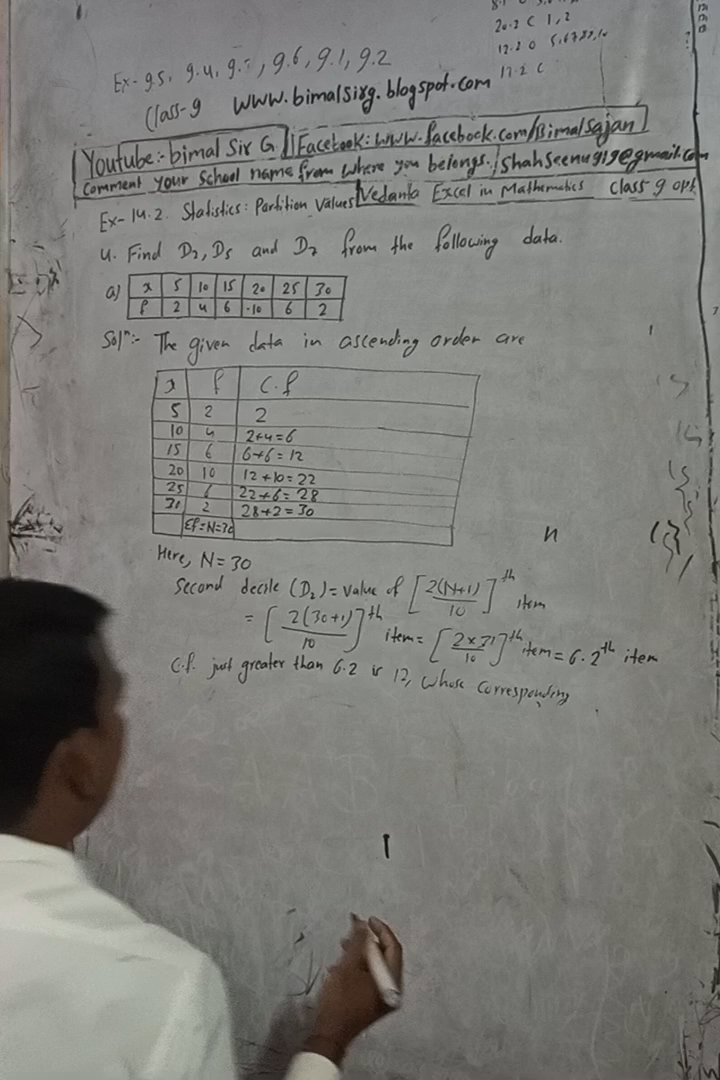 20.2 C 1, 2
12.2 C
Ex- 9.5, 9.4, 9.6, 9.1, 9.2
Class-9 www.bimalsirg.blogspot.com
Youtube:- bimal Sir G || Facebook: www.facebook.com/Bimalsajan
Comment your School name from where you belongs. / shahseenu919@gmail.com
Ex-14.2. Statistics: Partition Values Vedanta Excel in Mathematics class 9 opt
4. Find D₂, D₅ and D₇ from the following data.
a) x 5 10 15 20 25 30
f 2 4 6 10 6 2
Solⁿ:- The given data in ascending order are
x f C.f
5 2 2
10 4 2+4=6
15 6 6+6=12
20 10 12+10=22
25 6 22+6=28
30 2 28+2=30
Σf=N=30
n
Here, N=30
Second decile (D₂)= value of [2(N+1)/10]th item
= [2(30+1)/10]th item = [2×31/10]th item = 6.2th item
C.f. just greater than 6.2 is 12, whose corresponding